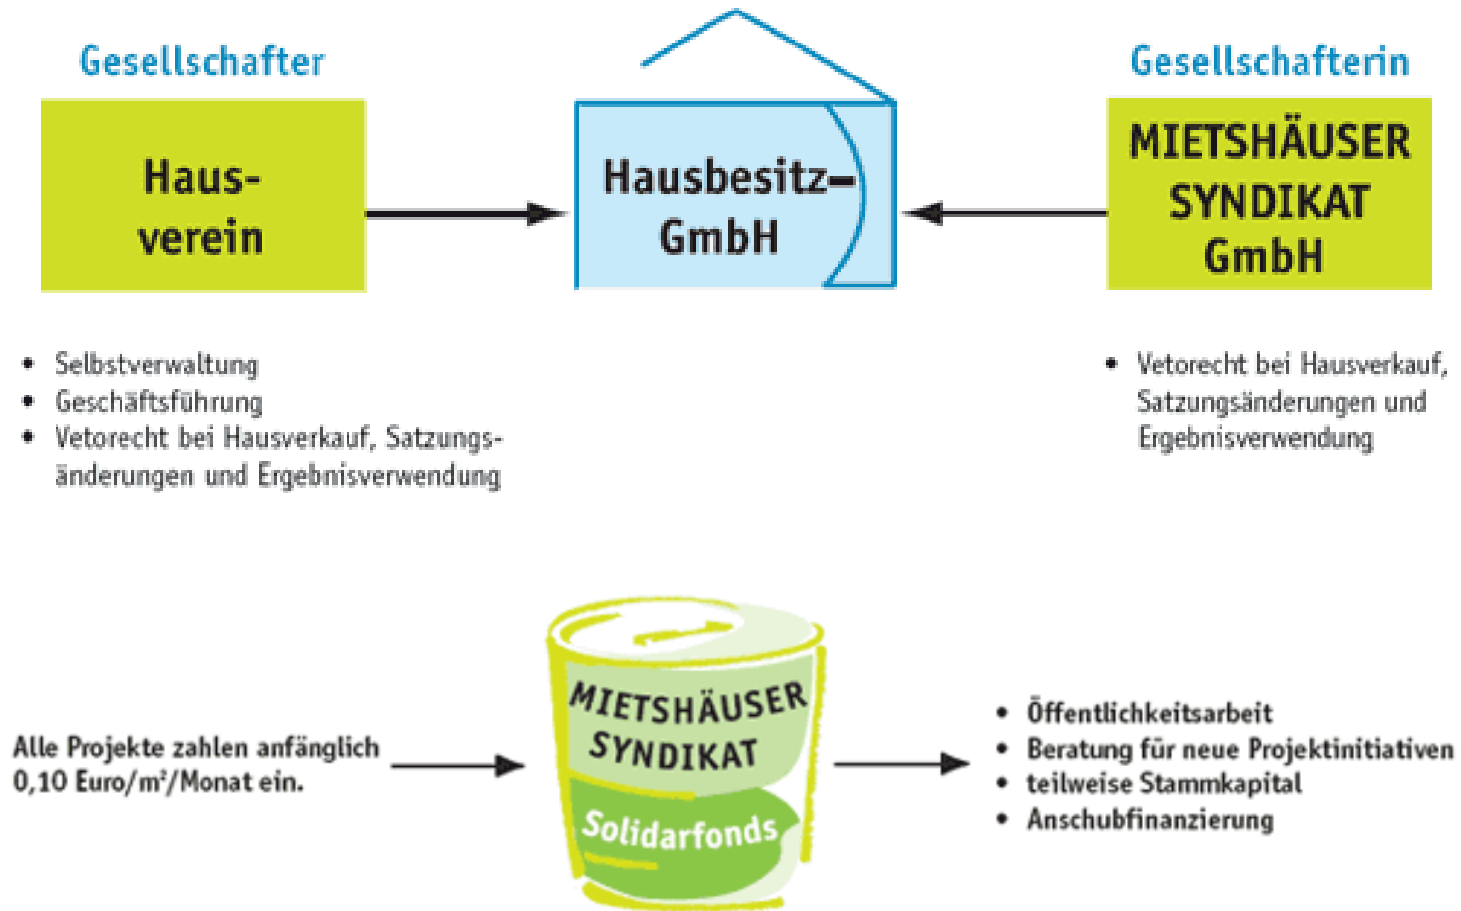 Gesellschafter
Haus-
verein
Hausbesitz-
GmbH
Gesellschafterin
MIETSHÄUSER
SYNDIKAT
GmbH
• Selbstverwaltung
• Geschäftsführung
• Vetorecht bei Hausverkauf, Satzungs-
änderungen und Ergebnisverwendung
• Vetorecht bei Hausverkauf,
Satzungsänderungen und
Ergebnisverwendung
Alle Projekte zahlen anfänglich
0,10 Euro/m²/Monat ein.
MIETSHÄUSER
SYNDIKAT
Solidarfonds
• Öffentlichkeitsarbeit
• Beratung für neue Projektinitiativen
• teilweise Stammkapital
• Anschubfinanzierung